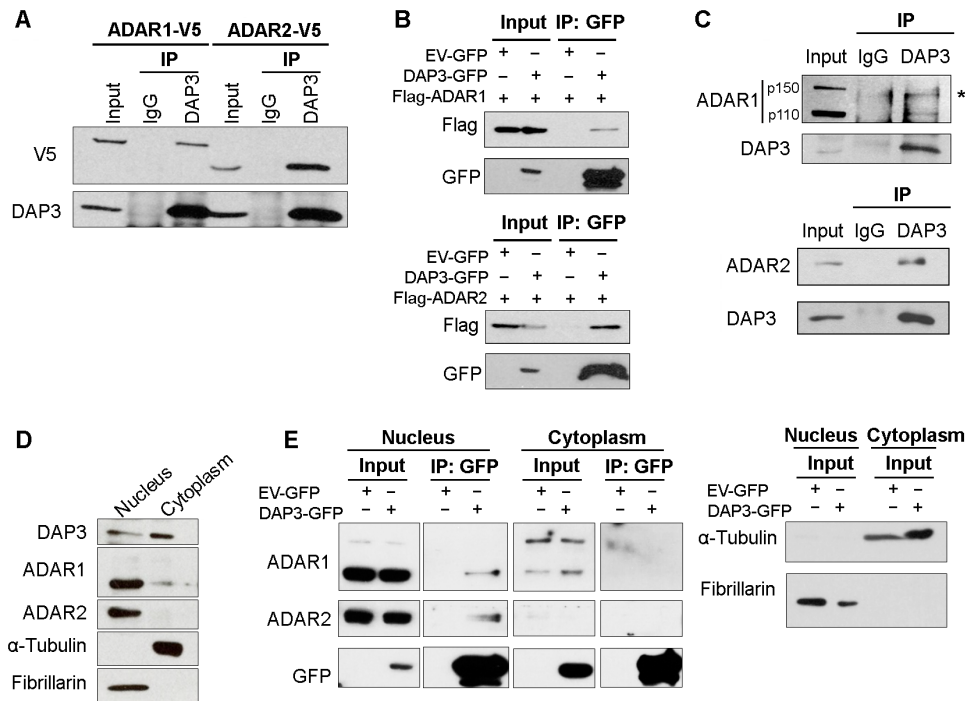 A
ADAR1-V5 ADAR2-V5
IP IP
Input IgG DAP3 Input IgG DAP3
V5
DAP3
B
Input IP: GFP
EV-GFP + – + –
DAP3-GFP – + – +
Flag-ADAR1 + + + +
Flag
GFP
Input IP: GFP
EV-GFP + – + –
DAP3-GFP – + – +
Flag-ADAR2 + + + +
Flag
GFP
C
IP
Input IgG DAP3
ADAR1 p150 *
p110
DAP3
IP
Input IgG DAP3
ADAR2
DAP3
D
Nucleus Cytoplasm
DAP3
ADAR1
ADAR2
α-Tubulin
Fibrillarin
E
Nucleus Cytoplasm
Input IP: GFP Input IP: GFP
EV-GFP + – + – + – + –
DAP3-GFP – + – + – + – +
ADAR1
ADAR2
GFP
Nucleus Cytoplasm
Input Input
EV-GFP + – + –
DAP3-GFP – + – +
α-Tubulin
Fibrillarin